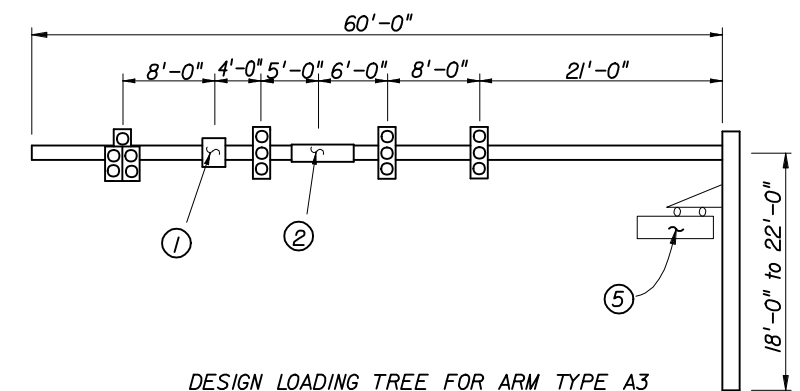 60'-0"
8'-0" 4'-0" 5'-0" 6'-0" 8'-0" 21'-0"
1
2
5
18'-0" to 22'-0"
DESIGN LOADING TREE FOR ARM TYPE A3